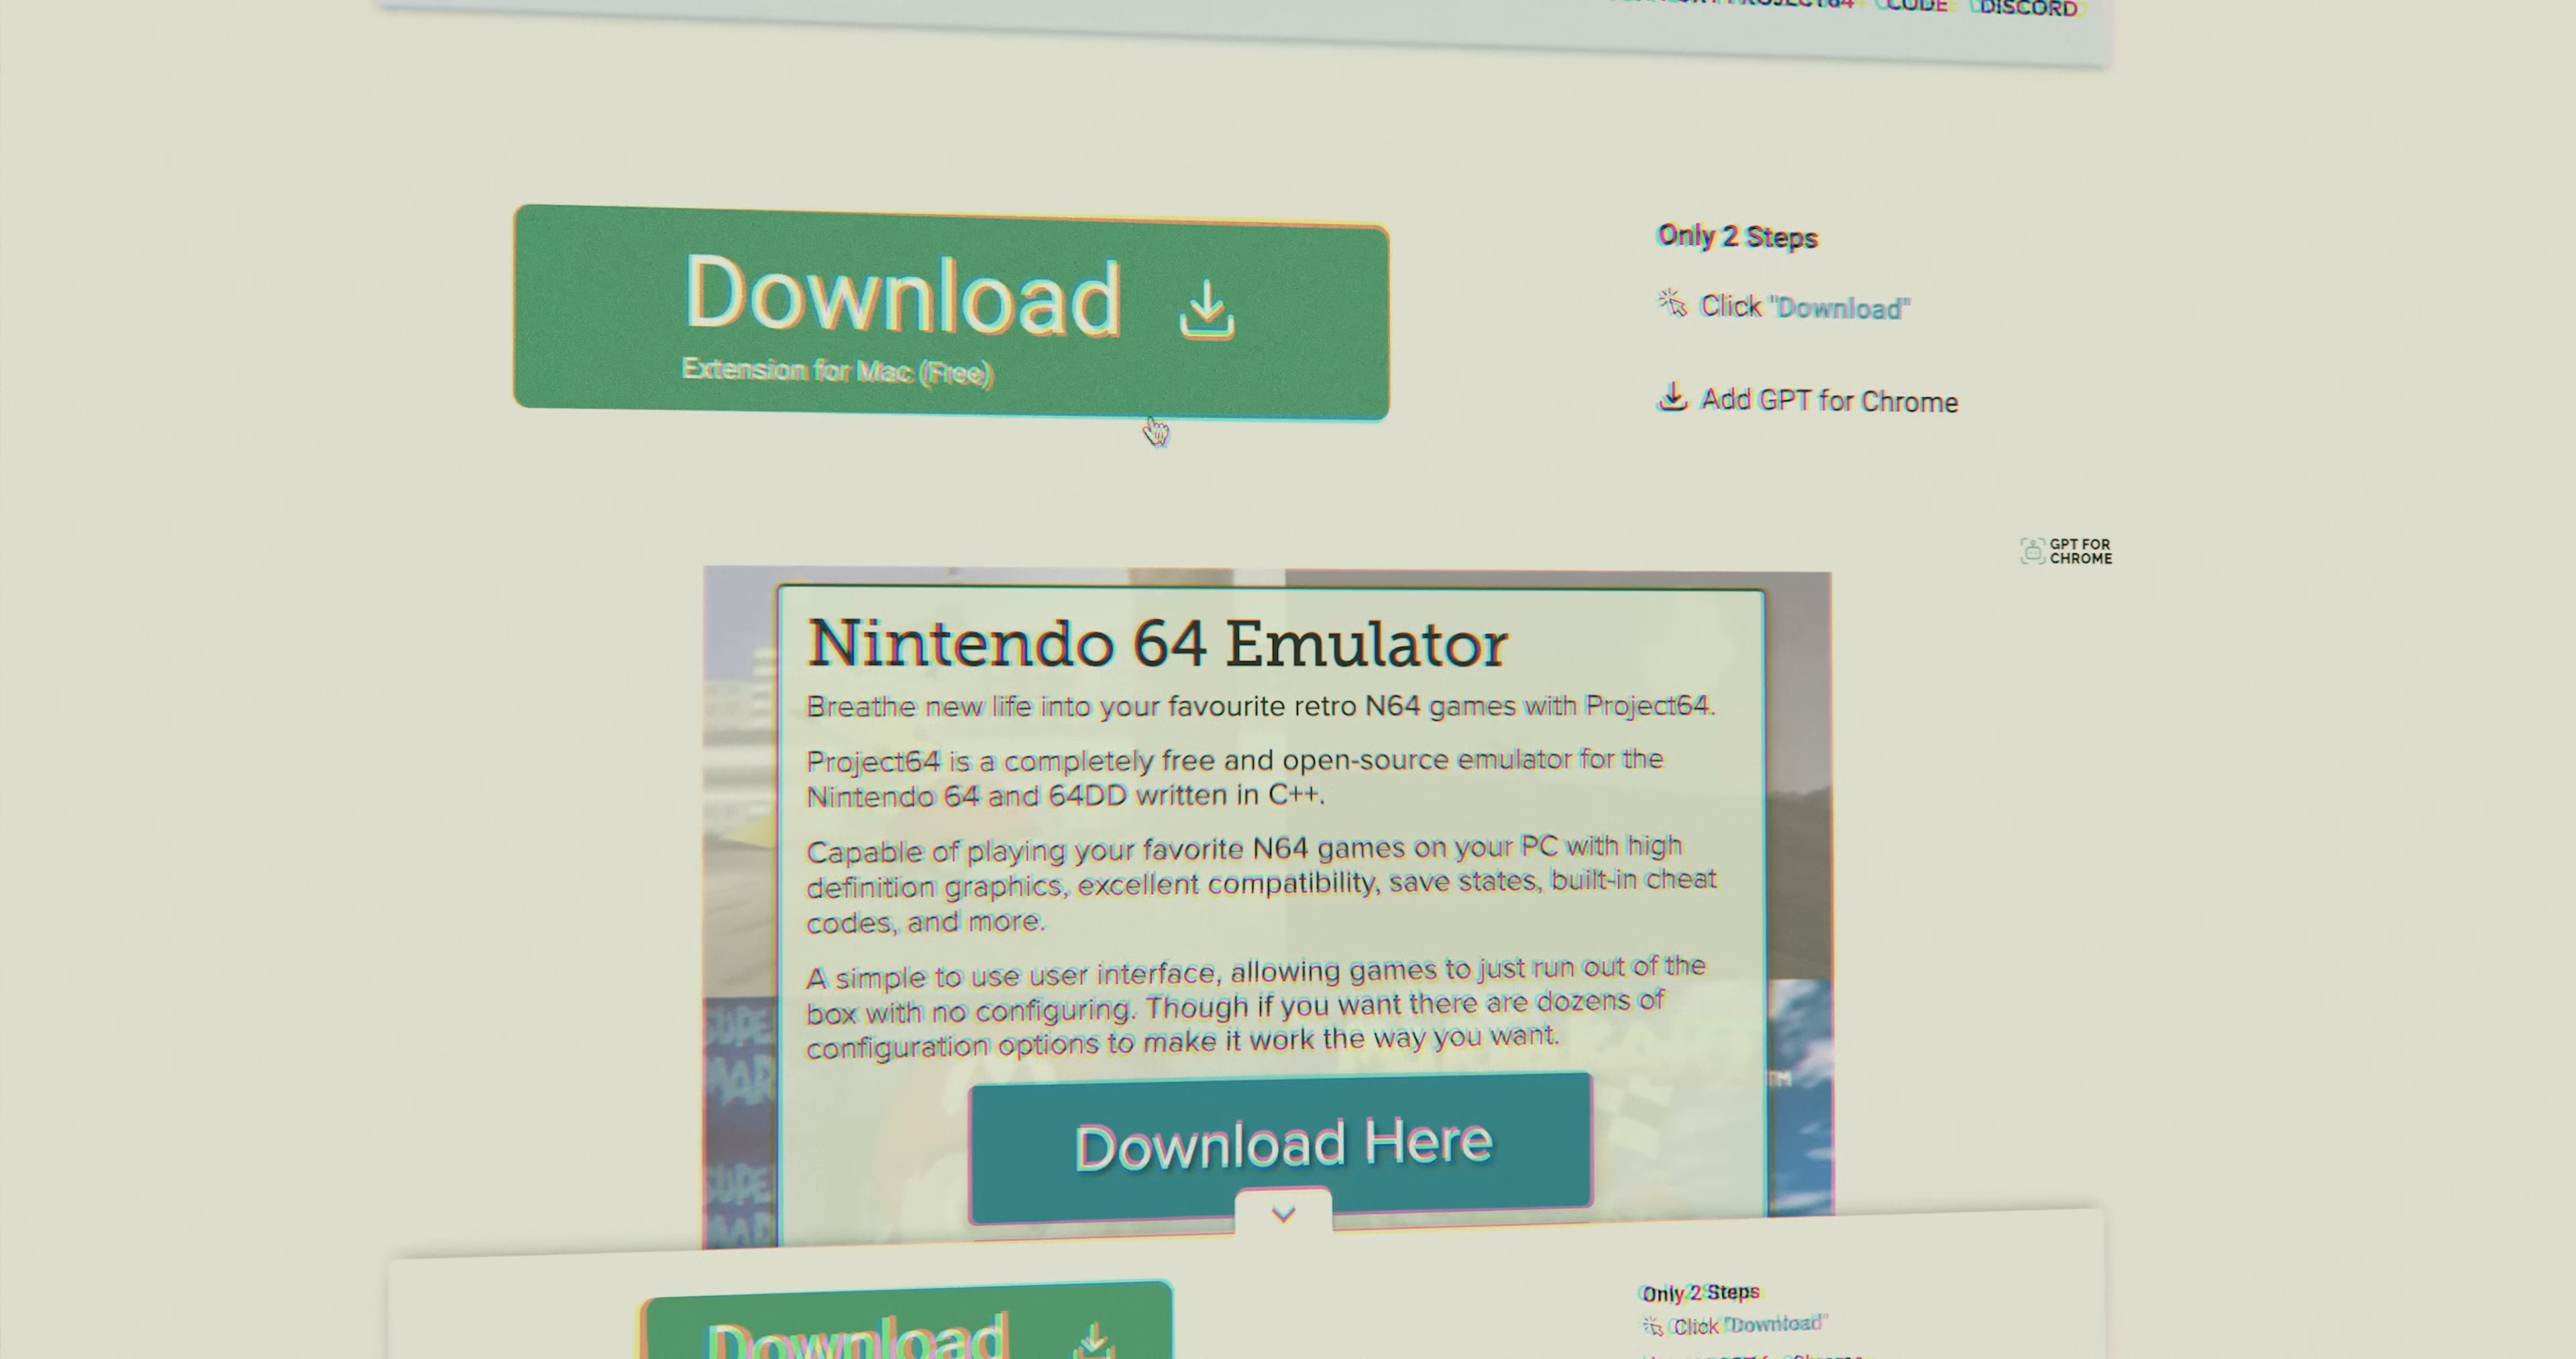 CODE DISCORD
Download
Extension for Mac (Free)
Only 2 Steps
Click "Download"
Add GPT for Chrome
GPT FOR
CHROME
Nintendo 64 Emulator
Breathe new life into your favourite retro N64 games with Project64.
Project64 is a completely free and open-source emulator for the
Nintendo 64 and 64DD written in C++.
Capable of playing your favorite N64 games on your PC with high
definition graphics, excellent compatibility, save states, built-in cheat
codes, and more.
A simple to use user interface, allowing games to just run out of the
box with no configuring. Though if you want there are dozens of
configuration options to make it work the way you want.
TM
Download Here
Download
Only 2 Steps
Click "Download"